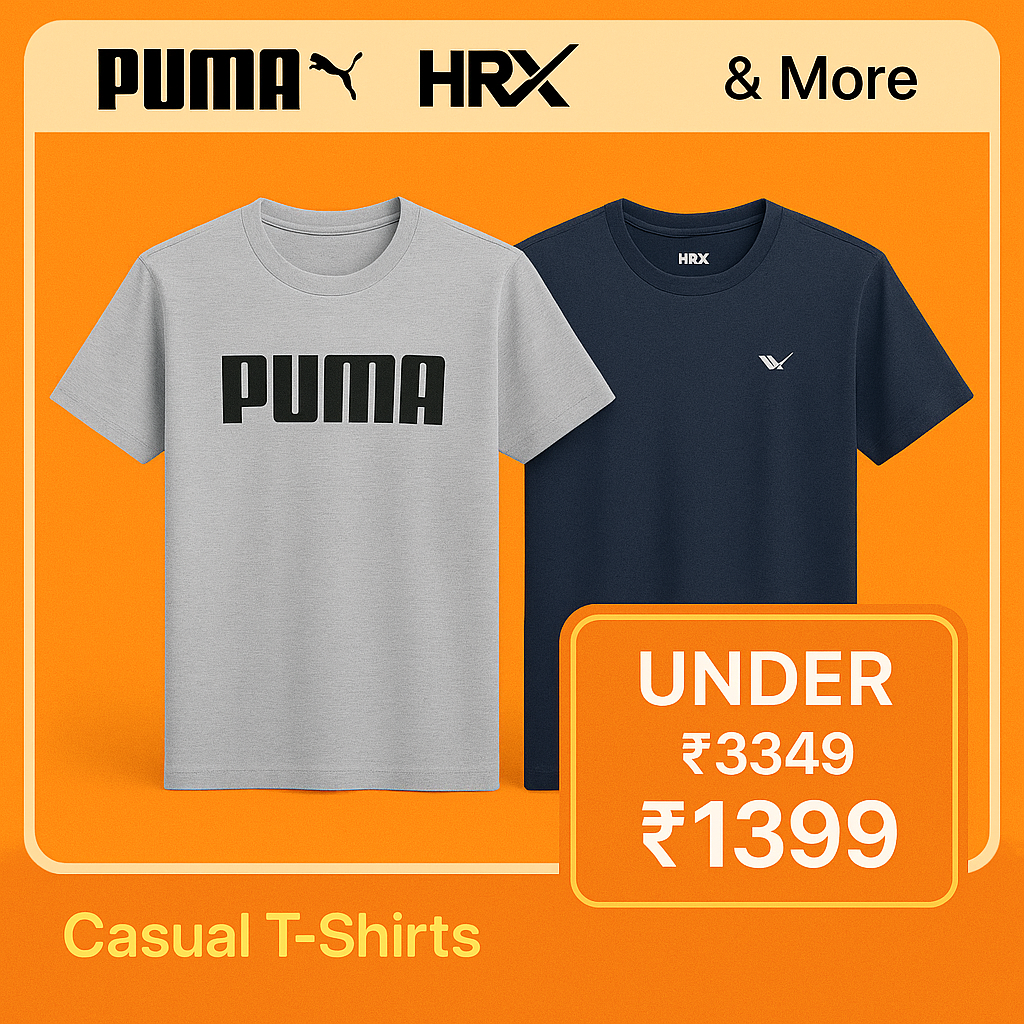 PUMA HRX & More
HRX
PUMA
UNDER
₹3349
₹1399
Casual T-Shirts